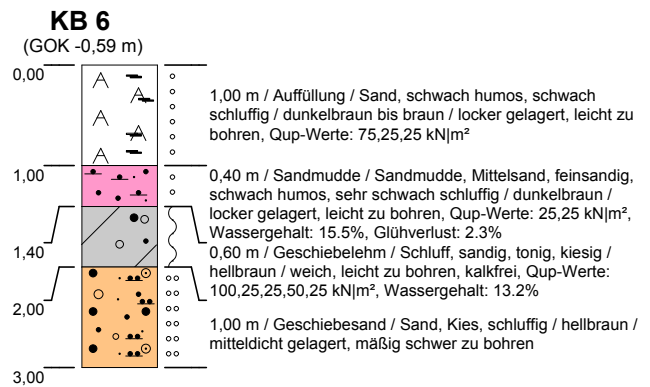 KB 6
(GOK -0,59 m)
0,00
1,00 m / Auffüllung / Sand, schwach humos, schwach
schluffig / dunkelbraun bis braun / locker gelagert, leicht zu
bohren, Qup-Werte: 75,25,25 kN|m²
1,00
0,40 m / Sandmudde / Sandmudde, Mittelsand, feinsandig,
schwach humos, sehr schwach schluffig / dunkelbraun /
locker gelagert, leicht zu bohren, Qup-Werte: 25,25 kN|m²,
Wassergehalt: 15.5%, Glühverlust: 2.3%
1,40
0,60 m / Geschiebelehm / Schluff, sandig, tonig, kiesig /
hellbraun / weich, leicht zu bohren, kalkfrei, Qup-Werte:
100,25,25,50,25 kN|m², Wassergehalt: 13.2%
2,00
1,00 m / Geschiebesand / Sand, Kies, schluffig / hellbraun /
mitteldicht gelagert, mäßig schwer zu bohren
3,00